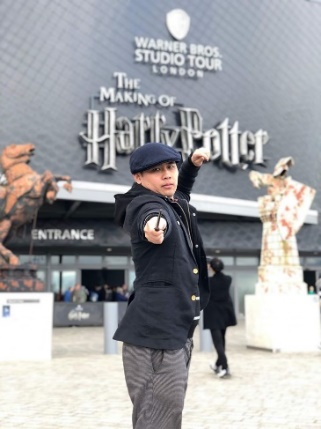 WARNER BROS.
STUDIO TOUR
LONDON
THE
MAKING OF
Harry Potter
ENTRANCE